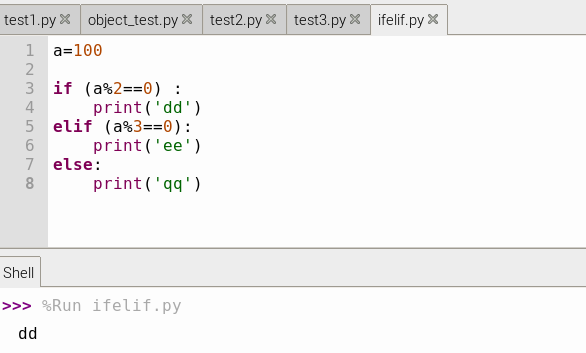 test1.py object_test.py test2.py test3.py ifelif.py
1 a=100
2
3 if (a%2==0) :
4     print('dd')
5 elif (a%3==0):
6     print('ee')
7 else:
8     print('qq')
Shell
>>> %Run ifelif.py
dd